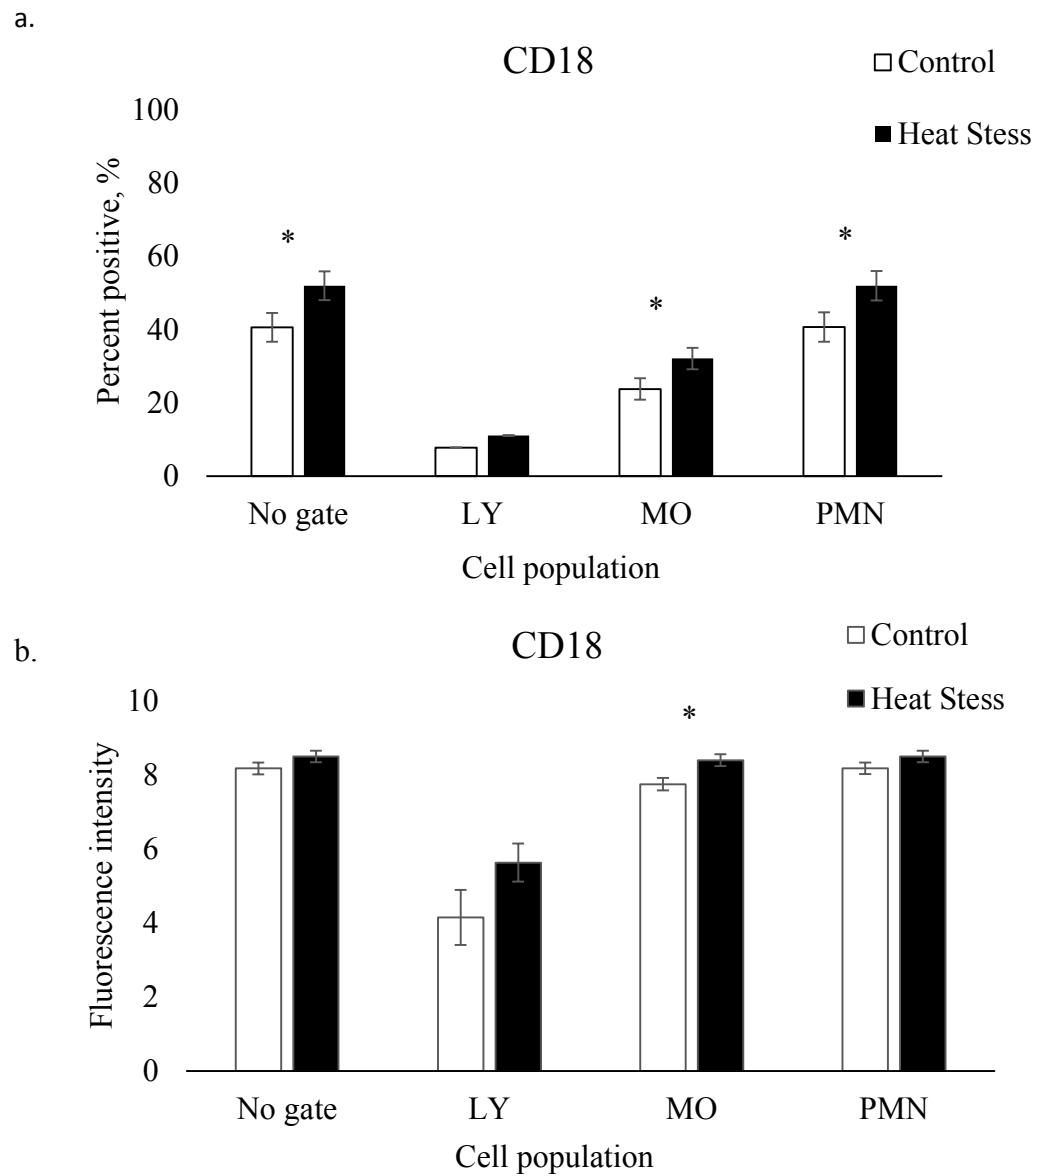 a.
CD18
Control
Heat Stess
100
80
60
40
20
0
Percent positive, %
*
*
*
No gate LY MO PMN
Cell population
b.
CD18
Control
Heat Stess
10
8
6
4
2
0
Fluorescence intensity
*
No gate LY MO PMN
Cell population